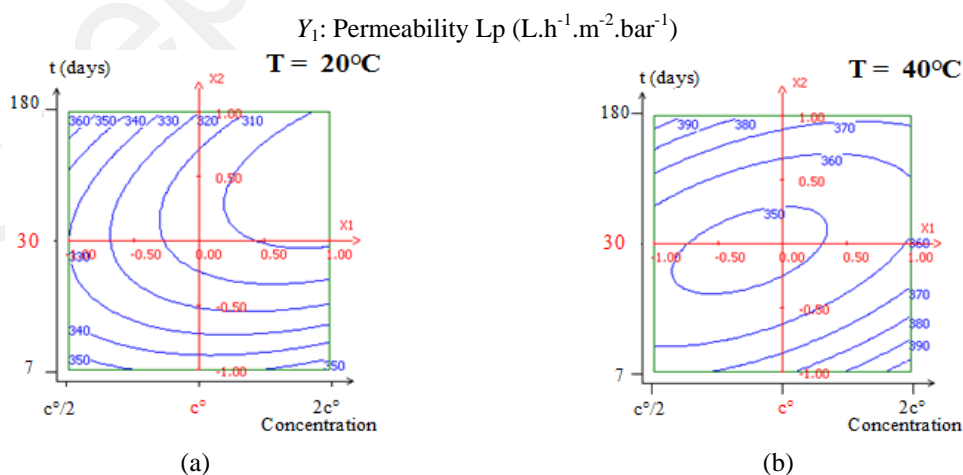 Y₁: Permeability Lp (L.h⁻¹.m⁻².bar⁻¹)
t (days)
T = 20°C
X2
180
1.00
360 350 340 330 320 310
0.50
X1
30
-1.00 -0.50 0.50 1.00
330
-0.50
340
350 350
7
-1.00
c°/2 c° 2c°
Concentration
(a)
t (days)
T = 40°C
X2
180
1.00
390 380 370
360
0.50
350
X1
30
360
-1.00 -0.50 0.50 1.00
-0.50
370
380
390
7
-1.00
c°/2 c° 2c°
Concentration
(b)